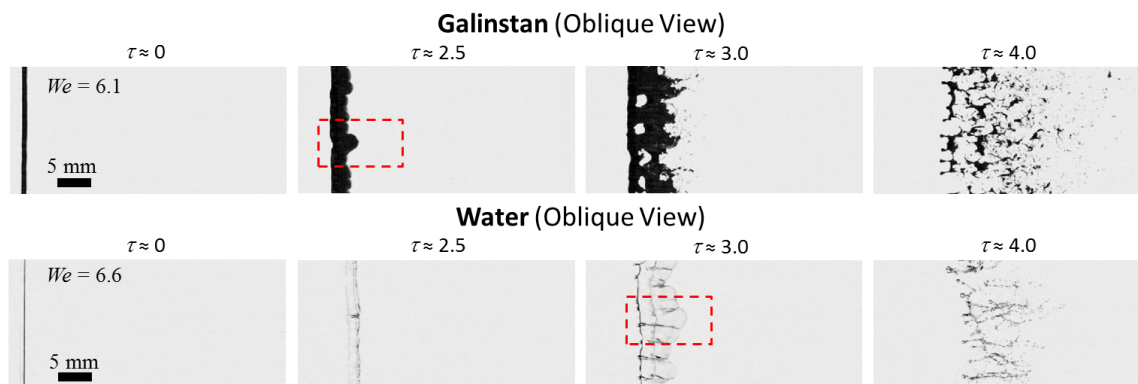 Galinstan (Oblique View)
τ ≈ 0 τ ≈ 2.5 τ ≈ 3.0 τ ≈ 4.0
We = 6.1
5 mm
Water (Oblique View)
τ ≈ 0 τ ≈ 2.5 τ ≈ 3.0 τ ≈ 4.0
We = 6.6
5 mm